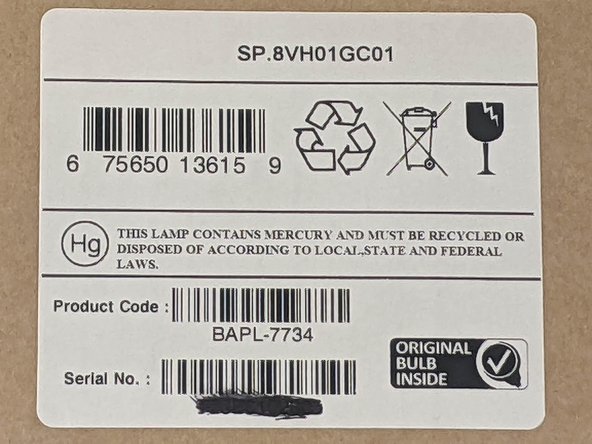 SP.8VH01GC01
6 75650 13615 9
Hg
THIS LAMP CONTAINS MERCURY AND MUST BE RECYCLED OR
DISPOSED OF ACCORDING TO LOCAL,STATE AND FEDERAL
LAWS.
Product Code :
BAPL-7734
Serial No. :
ORIGINAL
BULB
INSIDE